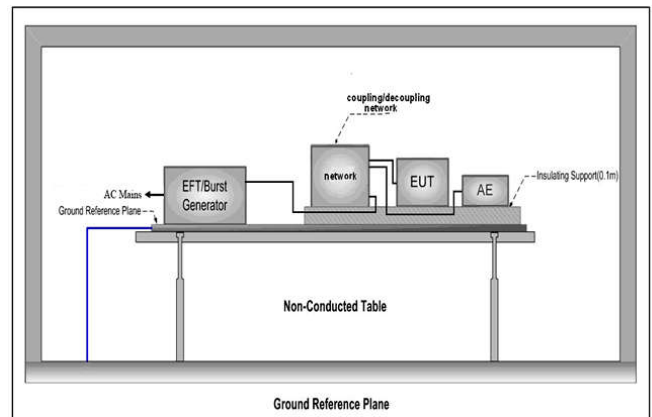 coupling/decoupling
network
EFT/Burst
Generator
network
EUT
AE
Insulating Support(0.1m)
AC Mains
Ground Reference Plane
Non-Conducted Table
Ground Reference Plane